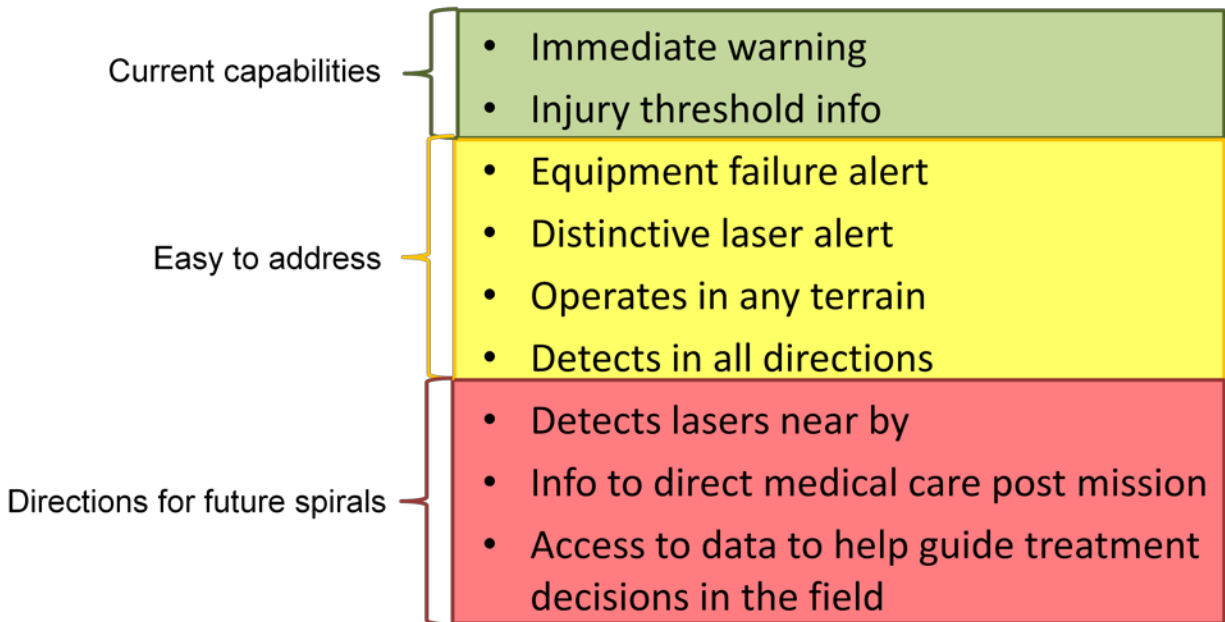 Current capabilities
• Immediate warning
• Injury threshold info
Easy to address
• Equipment failure alert
• Distinctive laser alert
• Operates in any terrain
• Detects in all directions
Directions for future spirals
• Detects lasers near by
• Info to direct medical care post mission
• Access to data to help guide treatment
decisions in the field